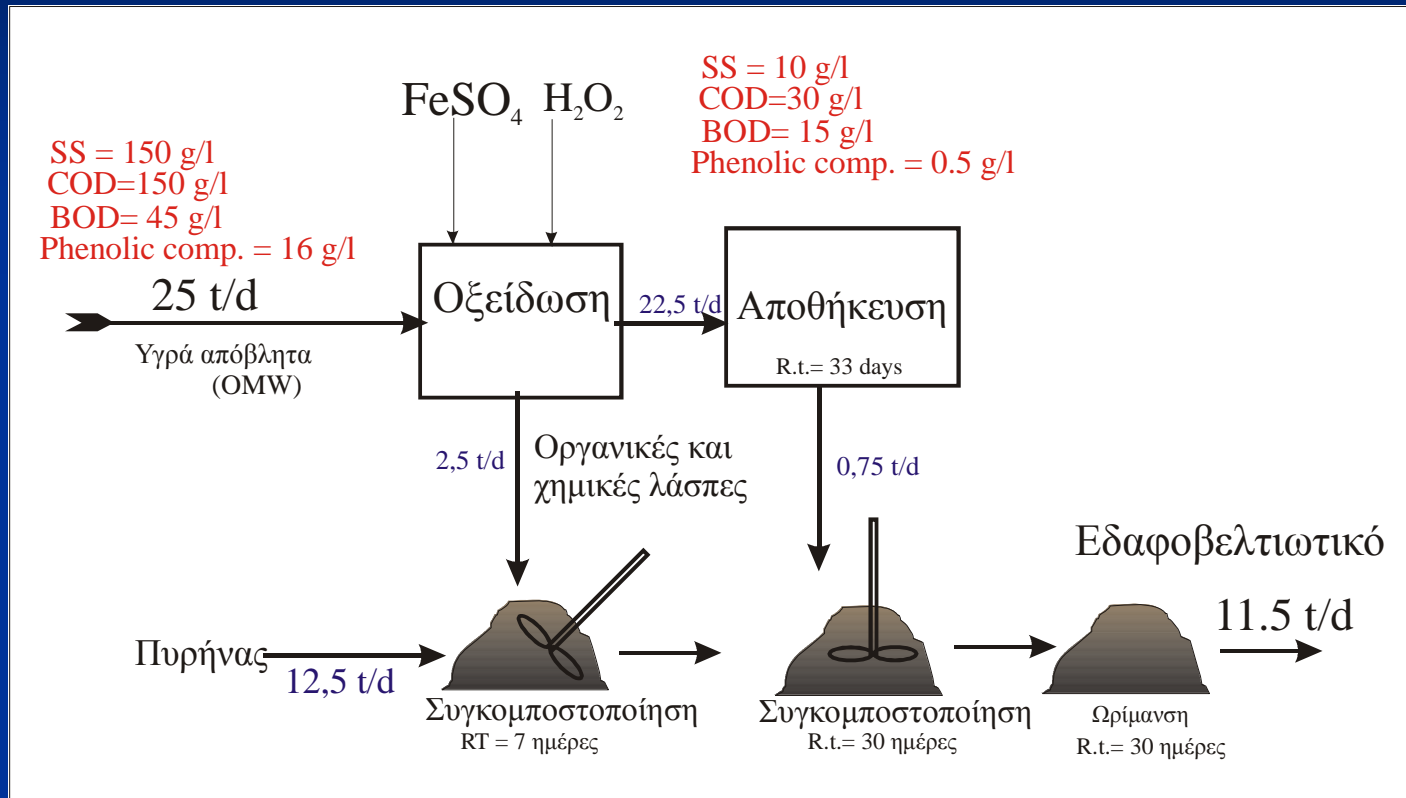 FeSO₄ H₂O₂
SS = 10 g/l
COD=30 g/l
BOD= 15 g/l
Phenolic comp. = 0.5 g/l
SS = 150 g/l
COD=150 g/l
BOD= 45 g/l
Phenolic comp. = 16 g/l
25 t/d
Υγρά απόβλητα
(OMW)
Οξείδωση
22,5 t/d
Αποθήκευση
R.t.= 33 days
2,5 t/d
Οργανικές και
χημικές λάσπες
0,75 t/d
Εδαφοβελτιωτικό
11.5 t/d
Πυρήνας
12,5 t/d
Συγκομποστοποίηση
RT = 7 ημέρες
Συγκομποστοποίηση
R.t.= 30 ημέρες
Ωρίμανση
R.t.= 30 ημέρες